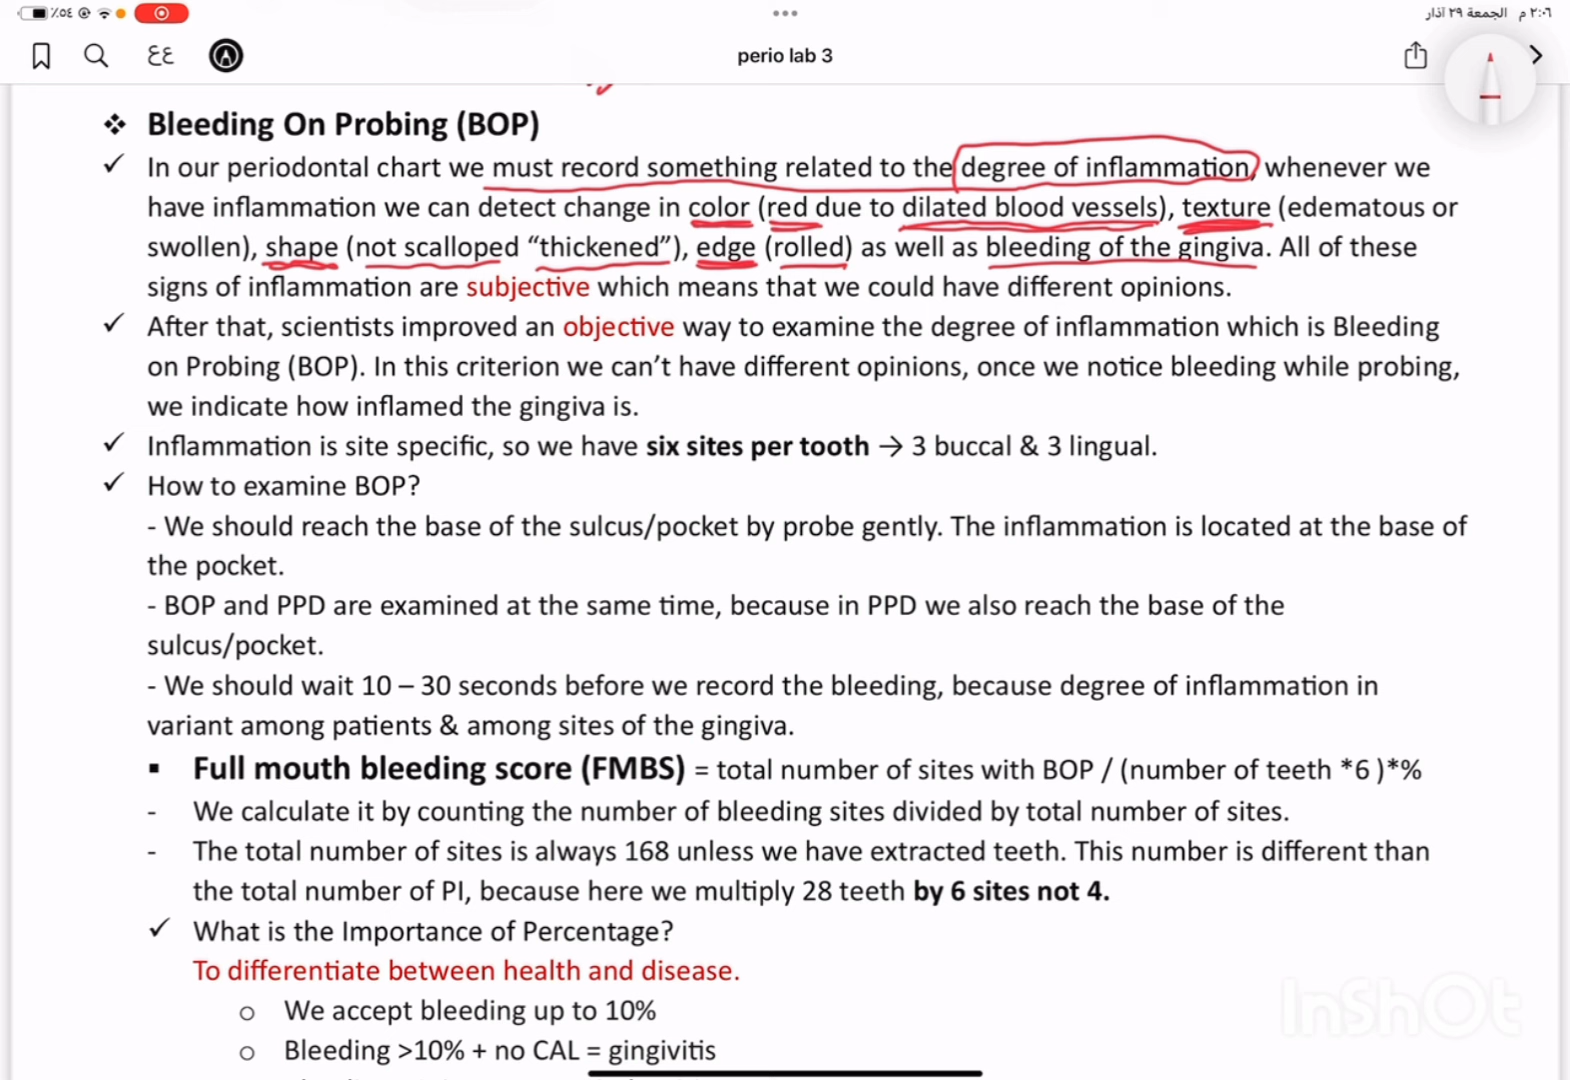 ٪٥٤
٢:٠٦ م الجمعة ٢٩ آذار
ع ع
perio lab 3
❖ Bleeding On Probing (BOP)
✓ In our periodontal chart we must record something related to the degree of inflammation, whenever we
have inflammation we can detect change in color (red due to dilated blood vessels), texture (edematous or
swollen), shape (not scalloped “thickened”), edge (rolled) as well as bleeding of the gingiva. All of these
signs of inflammation are subjective which means that we could have different opinions.
✓ After that, scientists improved an objective way to examine the degree of inflammation which is Bleeding
on Probing (BOP). In this criterion we can’t have different opinions, once we notice bleeding while probing,
we indicate how inflamed the gingiva is.
✓ Inflammation is site specific, so we have six sites per tooth → 3 buccal & 3 lingual.
✓ How to examine BOP?
- We should reach the base of the sulcus/pocket by probe gently. The inflammation is located at the base of
the pocket.
- BOP and PPD are examined at the same time, because in PPD we also reach the base of the
sulcus/pocket.
- We should wait 10 – 30 seconds before we record the bleeding, because degree of inflammation in
variant among patients & among sites of the gingiva.
▪ Full mouth bleeding score (FMBS) = total number of sites with BOP / (number of teeth *6 )*%
- We calculate it by counting the number of bleeding sites divided by total number of sites.
- The total number of sites is always 168 unless we have extracted teeth. This number is different than
the total number of PI, because here we multiply 28 teeth by 6 sites not 4.
✓ What is the Importance of Percentage?
To differentiate between health and disease.
o We accept bleeding up to 10%
o Bleeding >10% + no CAL = gingivitis
InShOt